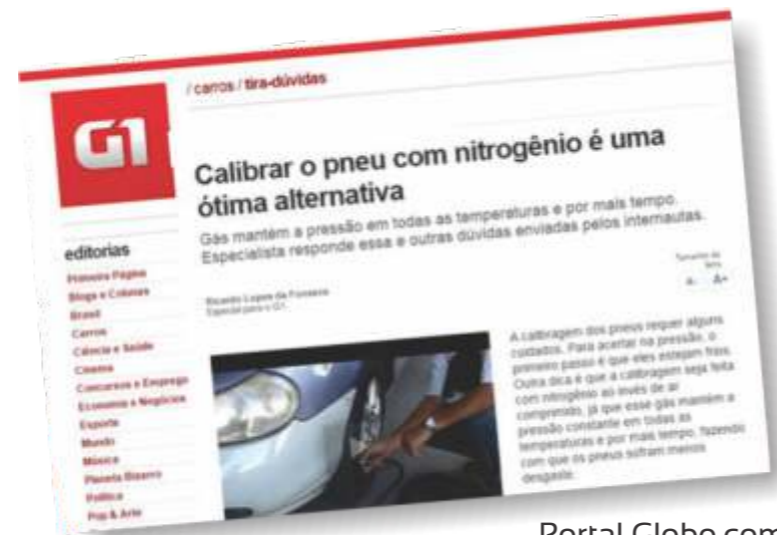 / carros / tira-dúvidas
G1
Calibrar o pneu com nitrogênio é uma
ótima alternativa
Gás mantém a pressão em todas as temperaturas e por mais tempo.
Especialista responde essa e outras dúvidas enviadas pelos internautas.
editorias
Primeira Página
Blogs e Colunas
Brasil
Carros
Ciência e Saúde
Cinema
Concursos e Emprego
Economia e Negócios
Esporte
Mundo
Música
Planeta Bizarro
Política
Pop & Arte
Ricardo Lopes da Fonseca
Especial para o G1
Tamanho da
letra
A- A+
A calibragem dos pneus requer alguns
cuidados. Para acertar na pressão, o
primeiro passo é que eles estejam frios.
Outra dica é que a calibragem seja feita
com nitrogênio ao invés de ar
comprimido, já que esse gás mantém a
pressão constante em todas as
temperaturas e por mais tempo, fazendo
com que os pneus sofram menos
desgaste.
Portal Globo.com